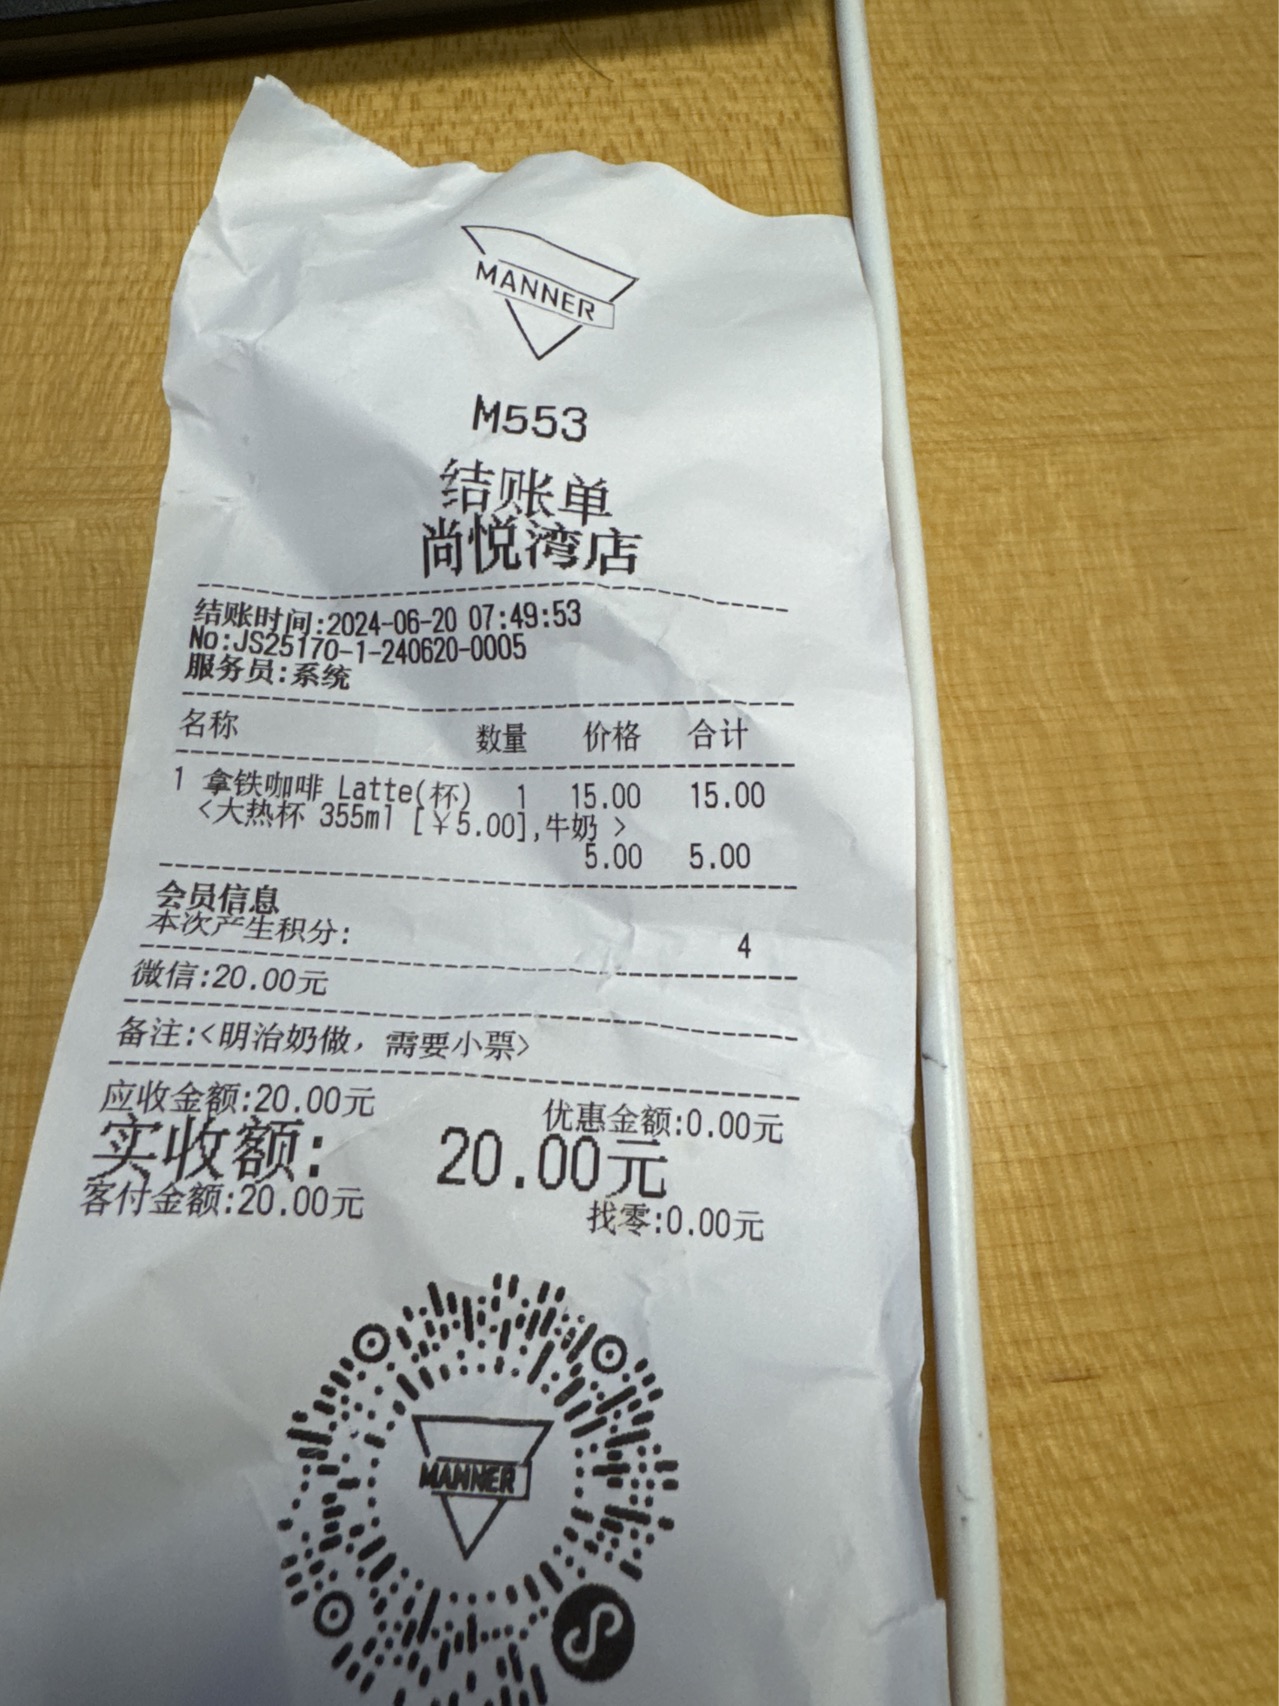 MANNER
M553
结账单
尚悦湾店
结账时间:2024-06-20 07:49:53
No:JS25170-1-240620-0005
服务员:系统
名称 数量 价格 合计
1 拿铁咖啡 Latte(杯) 1 15.00 15.00
<大热杯 355ml [￥5.00],牛奶 >
5.00 5.00
会员信息
本次产生积分: 4
微信:20.00元
备注:<明治奶做，需要小票>
应收金额:20.00元 优惠金额:0.00元
实收额: 20.00元
客付金额:20.00元 找零:0.00元
MANNER